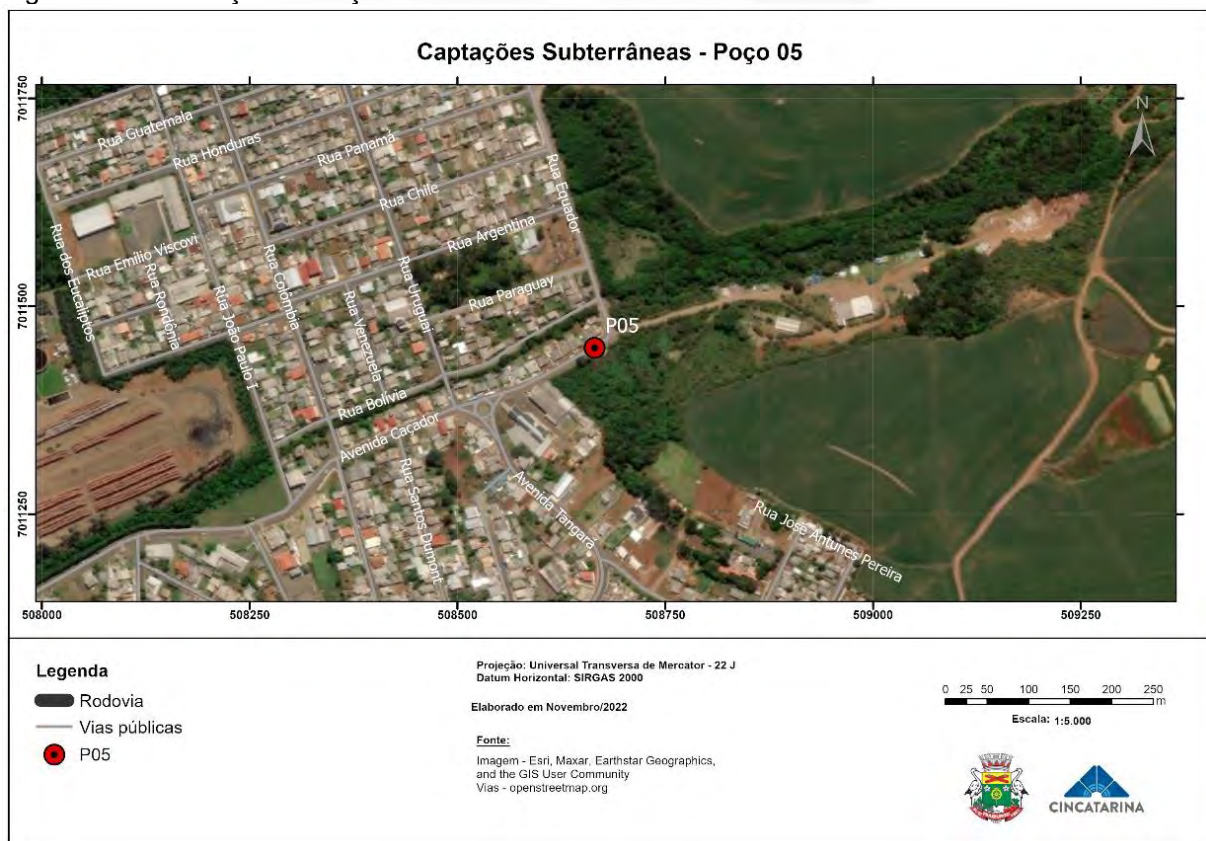 Captações Subterrâneas - Poço 05
7011750
7011500
7011250
N
Rua Guatemala
Rua Honduras
Rua Panamá
Rua Chile
Rua Equador
Rua Argentina
Rua Emilio Viscovi
Rua dos Eucaliptos
Rua Rondônia
Rua João Paulo I
Rua Colômbia
Rua Venezuela
Rua Uruguai
Rua Paraguay
P05
Rua Bolívia
Avenida Caçador
Rua Santos Dumont
Avenida Tangará
Rua José Antunes Pereira
508000 508250 508500 508750 509000 509250
Legenda
Rodovia
Vias públicas
P05
Projeção: Universal Transversa de Mercator - 22 J
Datum Horizontal: SIRGAS 2000
Elaborado em Novembro/2022
Fonte:
Imagem - Esri, Maxar, Earthstar Geographics,
and the GIS User Community
Vias - openstreetmap.org
0 25 50 100 150 200 250
m
Escala: 1:5.000
CINCATARINA